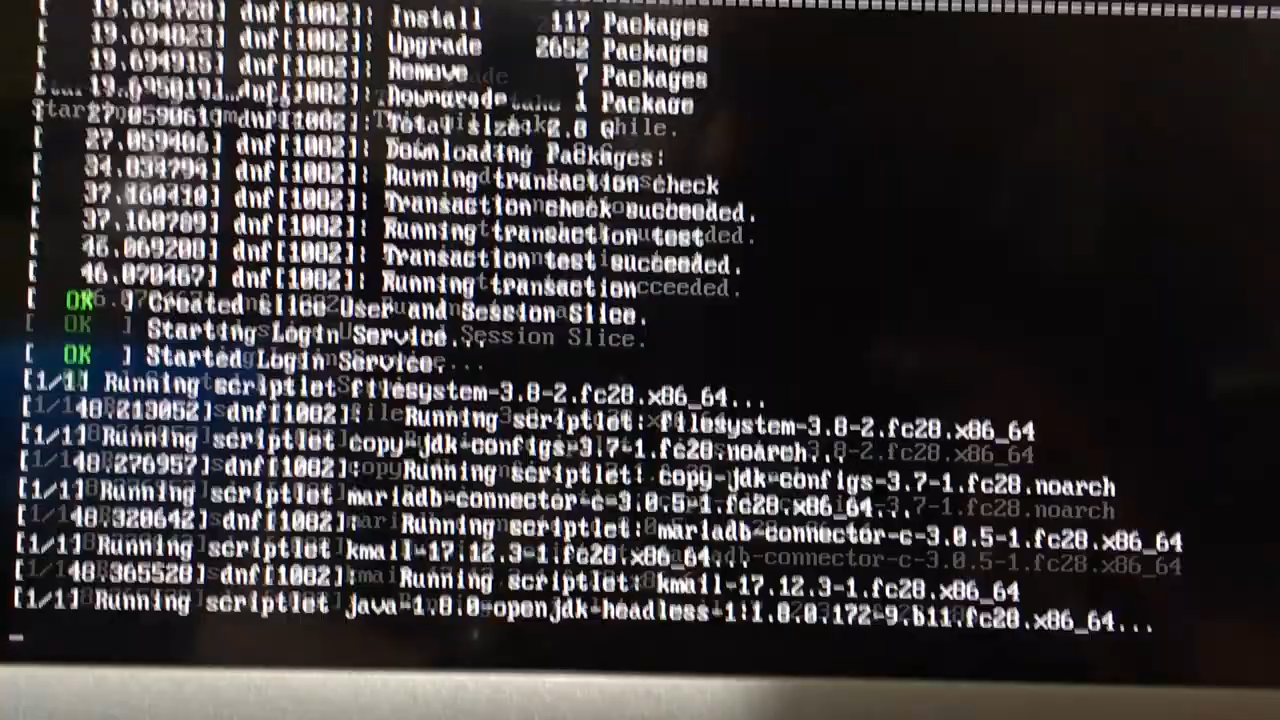 [ 19.694720] dnf[1002]: Install 117 Packages
[ 19.694823] dnf[1002]: Upgrade 2652 Packages
[ 19.694915] dnf[1002]: Remove 7 Packages
[ 19.695019] dnf[1002]: Downgrade 1 Package
[ 27.059061] dnf[1002]: Total size: 2.8 G
[ 27.059406] dnf[1002]: Downloading Packages:
[ 34.034794] dnf[1002]: Running transaction check
[ 37.160410] dnf[1002]: Transaction check succeeded.
[ 37.160709] dnf[1002]: Running transaction test
[ 46.069208] dnf[1002]: Transaction test succeeded.
[ 46.070467] dnf[1002]: Running transaction
[ OK ] Created slice User and Session Slice.
Starting Login Service...
[ OK ] Started Login Service.
[1/1] Running scriptlet filesystem-3.8-2.fc28.x86_64...
[ 48.213052] dnf[1002]: Running scriptlet: filesystem-3.8-2.fc28.x86_64
[1/1] Running scriptlet copy-jdk-configs-3.7-1.fc28.noarch...
[ 48.276957] dnf[1002]: Running scriptlet: copy-jdk-configs-3.7-1.fc28.noarch
[1/1] Running scriptlet mariadb-connector-c-3.0.5-1.fc28.x86_64...
[ 48.320642] dnf[1002]: Running scriptlet: mariadb-connector-c-3.0.5-1.fc28.x86_64
[1/1] Running scriptlet kmail-17.12.3-1.fc28.x86_64...
[ 48.365528] dnf[1002]: Running scriptlet: kmail-17.12.3-1.fc28.x86_64
[1/1] Running scriptlet java-1.8.0-openjdk-headless-1:1.8.0.172-9.b11.fc28.x86_64...